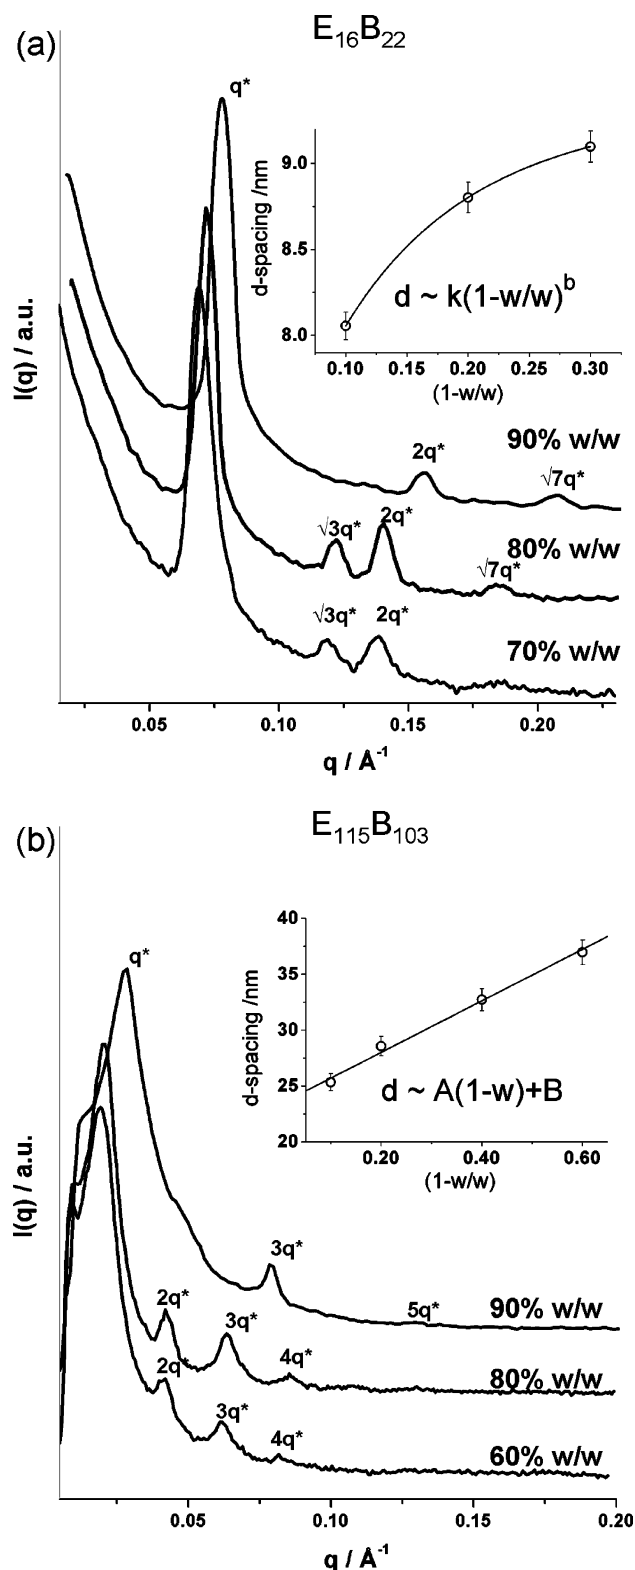 (a)
E₁₆B₂₂
q*
9.0
8.5
8.0
d-spacing /nm
d ~ k(1-w/w)ᵇ
0.10 0.15 0.20 0.25 0.30
(1-w/w)
90% w/w
2q*
√7q*
80% w/w
√3q*
2q*
√7q*
70% w/w
√3q*
2q*
I(q) / a.u.
0.05 0.10 0.15 0.20
q / Å⁻¹
(b)
E₁₁₅B₁₀₃
q*
40
35
30
25
20
d-spacing /nm
d ~ A(1-w)+B
0.20 0.40 0.60
(1-w/w)
3q*
5q*
90% w/w
2q*
3q*
4q*
80% w/w
2q*
3q*
4q*
60% w/w
I(q) / a.u.
0.05 0.10 0.15 0.20
q / Å⁻¹